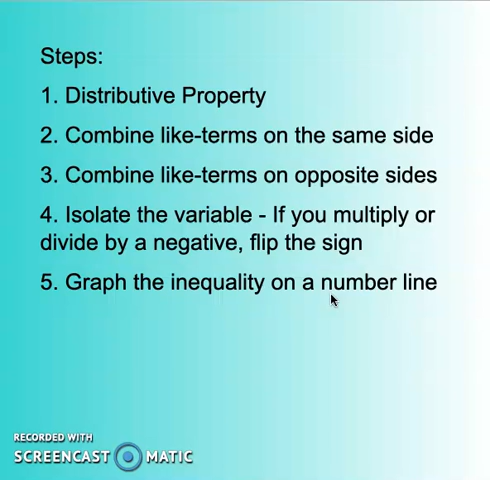 Steps:
1. Distributive Property
2. Combine like-terms on the same side
3. Combine like-terms on opposite sides
4. Isolate the variable - If you multiply or
divide by a negative, flip the sign
5. Graph the inequality on a number line
RECORDED WITH
SCREENCAST MATIC